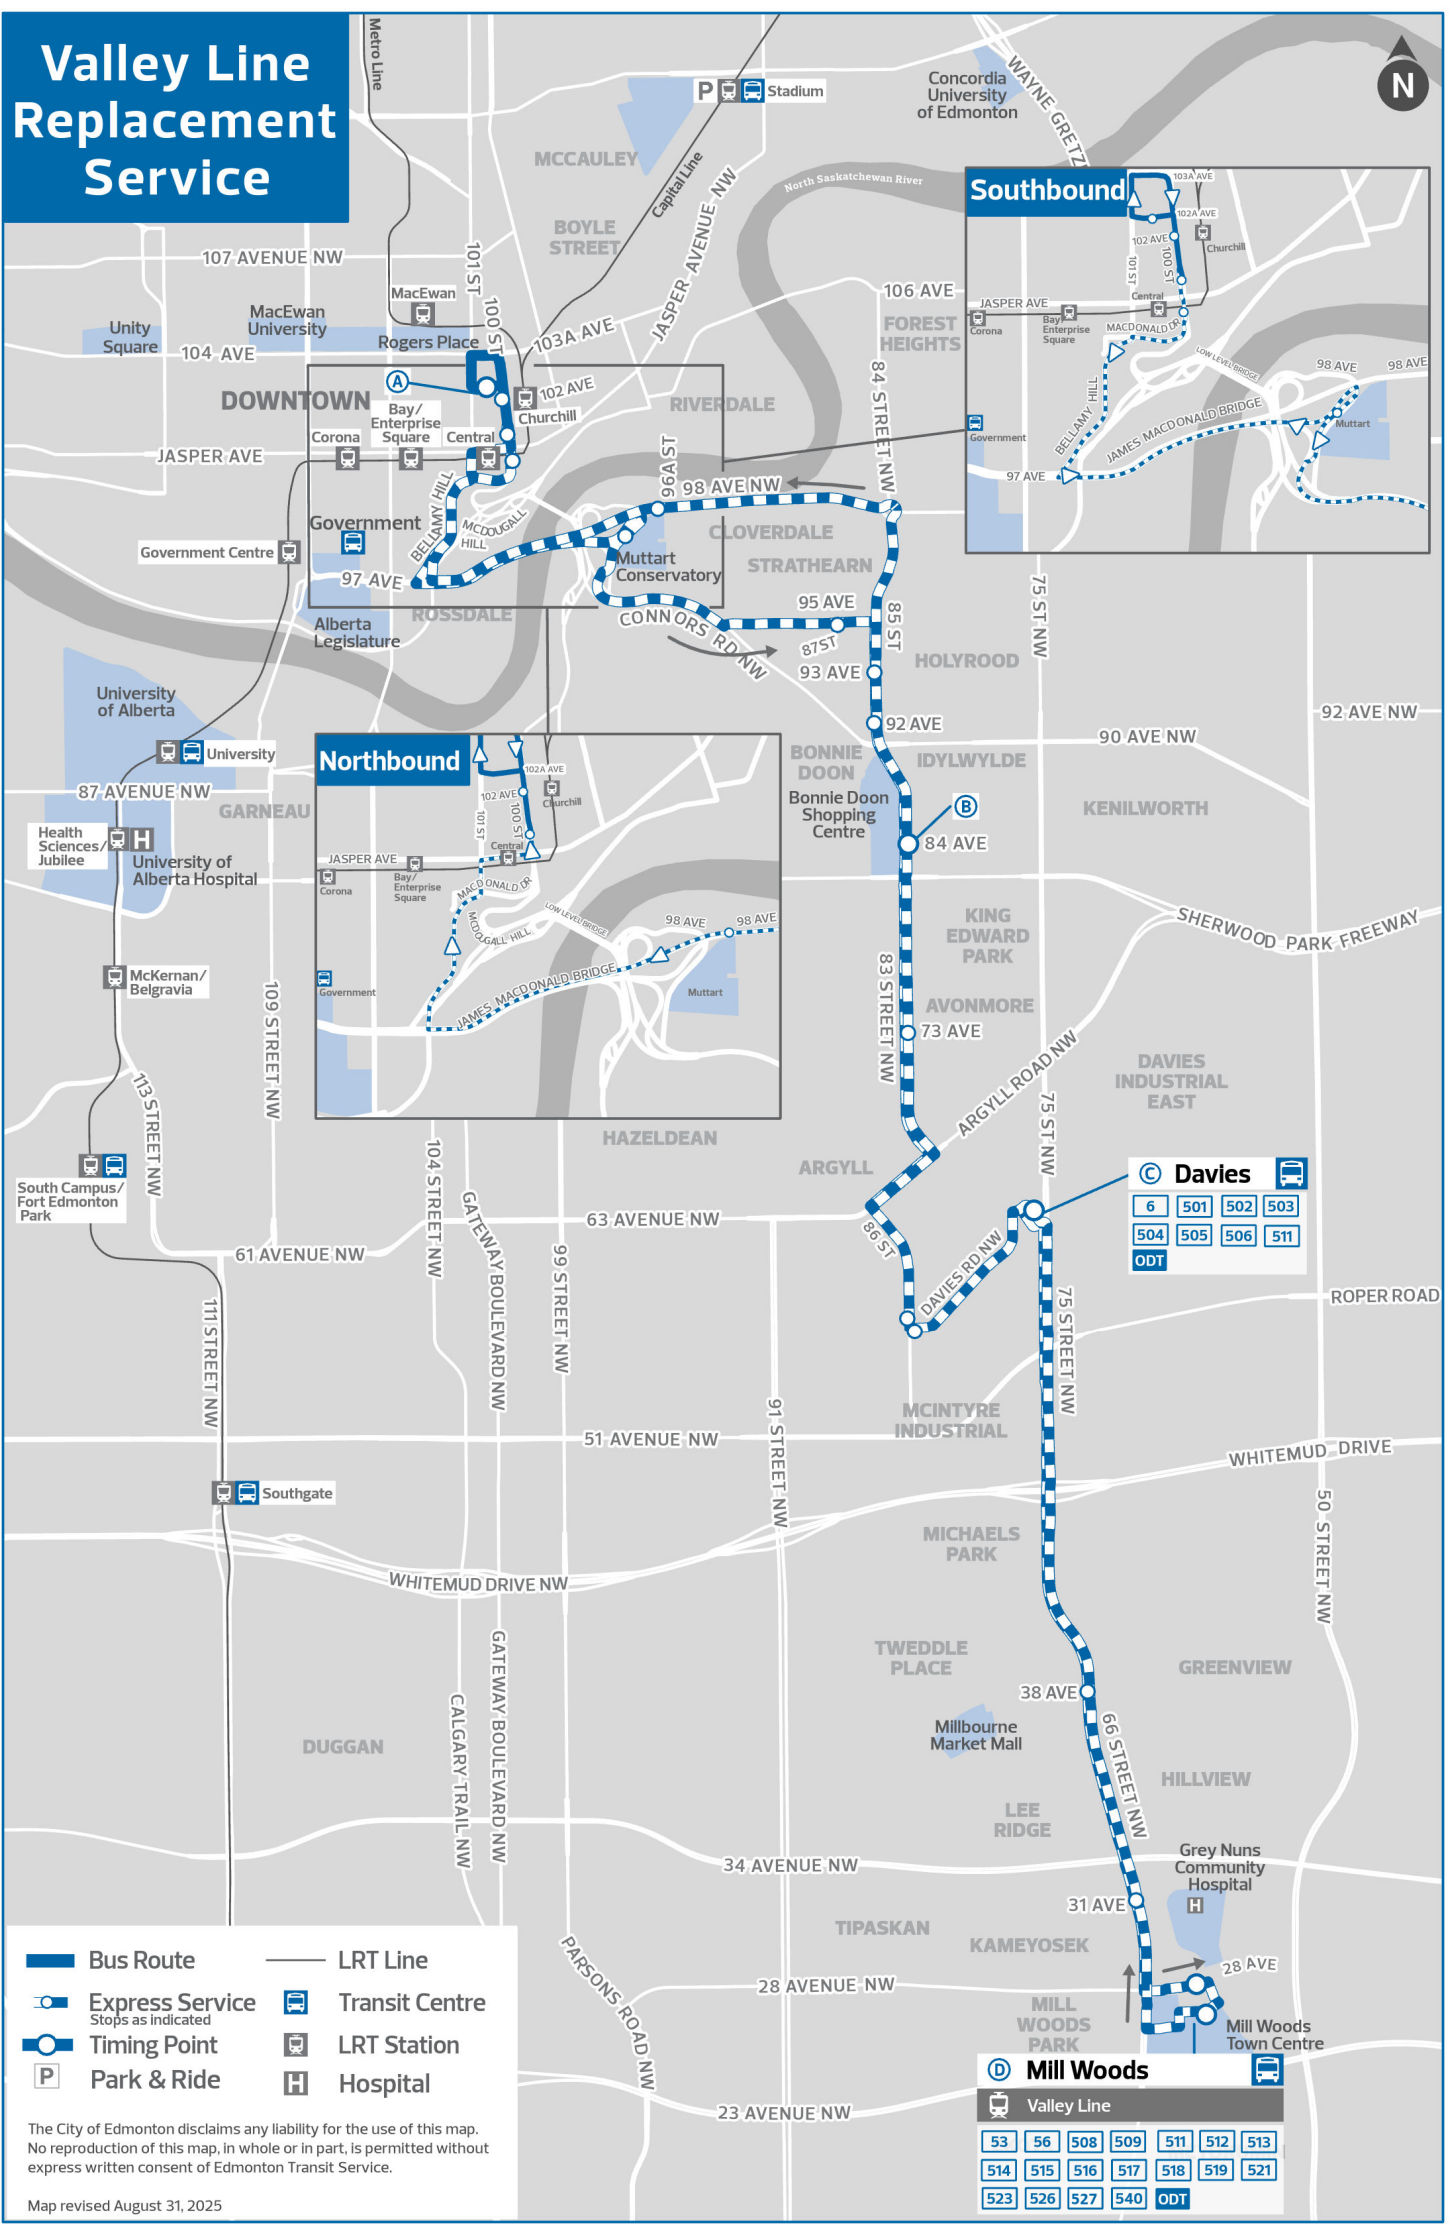 Valley Line
Replacement
Service
Metro Line
P
Stadium
Concordia
University
of Edmonton
WAYNE GRETZ
N
MCCAULEY
Capital Line
North Saskatchewan River
BOYLE
STREET
JASPER AVENUE NW
107 AVENUE NW
101 ST
100 ST
MacEwan
MacEwan
University
Unity
Square
Rogers Place
103A AVE
104 AVE
106 AVE
FOREST
HEIGHTS
84 STREET NW
A
DOWNTOWN
Bay/
Enterprise
Square
102 AVE
Churchill
RIVERDALE
Corona
Central
JASPER AVE
96A ST
98 AVE NW
BELLAMY HILL
MCDOUGALL
HILL
Government
CLOVERDALE
Government Centre
STRATHEARN
Muttart
Conservatory
97 AVE
95 AVE
ROSSDALE
CONNORS RD NW
Alberta
Legislature
87 ST
85 ST
93 AVE
HOLYROOD
75 ST NW
Southbound
103A AVE
102A AVE
102 AVE
Churchill
101 ST
100 ST
Central
JASPER AVE
Corona
Bay/
Enterprise
Square
MACDONALD DR
LOW LEVEL BRIDGE
98 AVE
98 AVE
BELLAMY HILL
JAMES MACDONALD BRIDGE
Muttart
Government
97 AVE
University
of Alberta
92 AVE
92 AVE NW
90 AVE NW
University
BONNIE
DOON
IDYLWYLDE
87 AVENUE NW
GARNEAU
Bonnie Doon
Shopping
Centre
B
KENILWORTH
Health
Sciences/
Jubilee
H
University of
Alberta Hospital
84 AVE
Northbound
102A AVE
102 AVE
Churchill
101 ST
100 ST
Central
JASPER AVE
Corona
Bay/
Enterprise
Square
MACDONALD DR
MCDOUGALL HILL
LOW LEVEL BRIDGE
98 AVE
98 AVE
JAMES MACDONALD BRIDGE
Government
Muttart
KING
EDWARD
PARK
SHERWOOD PARK FREEWAY
McKernan/
Belgravia
83 STREET NW
AVONMORE
109 STREET NW
73 AVE
ARGYLL ROAD NW
DAVIES
INDUSTRIAL
EAST
113 STREET NW
75 ST NW
HAZELDEAN
104 STREET NW
ARGYLL
South Campus/
Fort Edmonton
Park
C Davies
6 501 502 503
504 505 506 511
ODT
GATEWAY BOULEVARD NW
63 AVENUE NW
86 ST
61 AVENUE NW
99 STREET NW
DAVIES RD NW
111 STREET NW
75 STREET NW
ROPER ROAD
91 STREET NW
MCINTYRE
INDUSTRIAL
51 AVENUE NW
WHITEMUD DRIVE
Southgate
50 STREET NW
MICHAELS
PARK
WHITEMUD DRIVE NW
TWEDDLE
PLACE
GREENVIEW
GATEWAY BOULEVARD NW
CALGARY TRAIL NW
38 AVE
66 STREET NW
Millbourne
Market Mall
DUGGAN
HILLVIEW
LEE
RIDGE
Grey Nuns
Community
Hospital
H
34 AVENUE NW
31 AVE
TIPASKAN
KAMEYOSEK
PARSONS ROAD NW
28 AVE
28 AVENUE NW
MILL
WOODS
PARK
Mill Woods
Town Centre
D Mill Woods
Valley Line
53 56 508 509 511 512 513
514 515 516 517 518 519 521
523 526 527 540 ODT
23 AVENUE NW
Bus Route
LRT Line
Express Service
Stops as indicated
Transit Centre
Timing Point
LRT Station
P Park & Ride
H Hospital
The City of Edmonton disclaims any liability for the use of this map.
No reproduction of this map, in whole or in part, is permitted without
express written consent of Edmonton Transit Service.
Map revised August 31, 2025